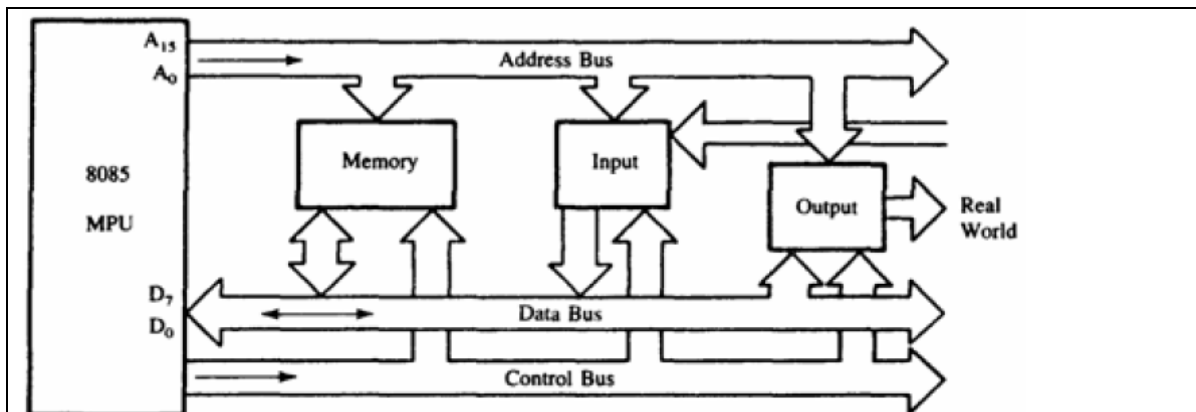 A15
Address Bus
A0
Memory
Input
8085
MPU
Output
Real
World
D7
Data Bus
D0
Control Bus